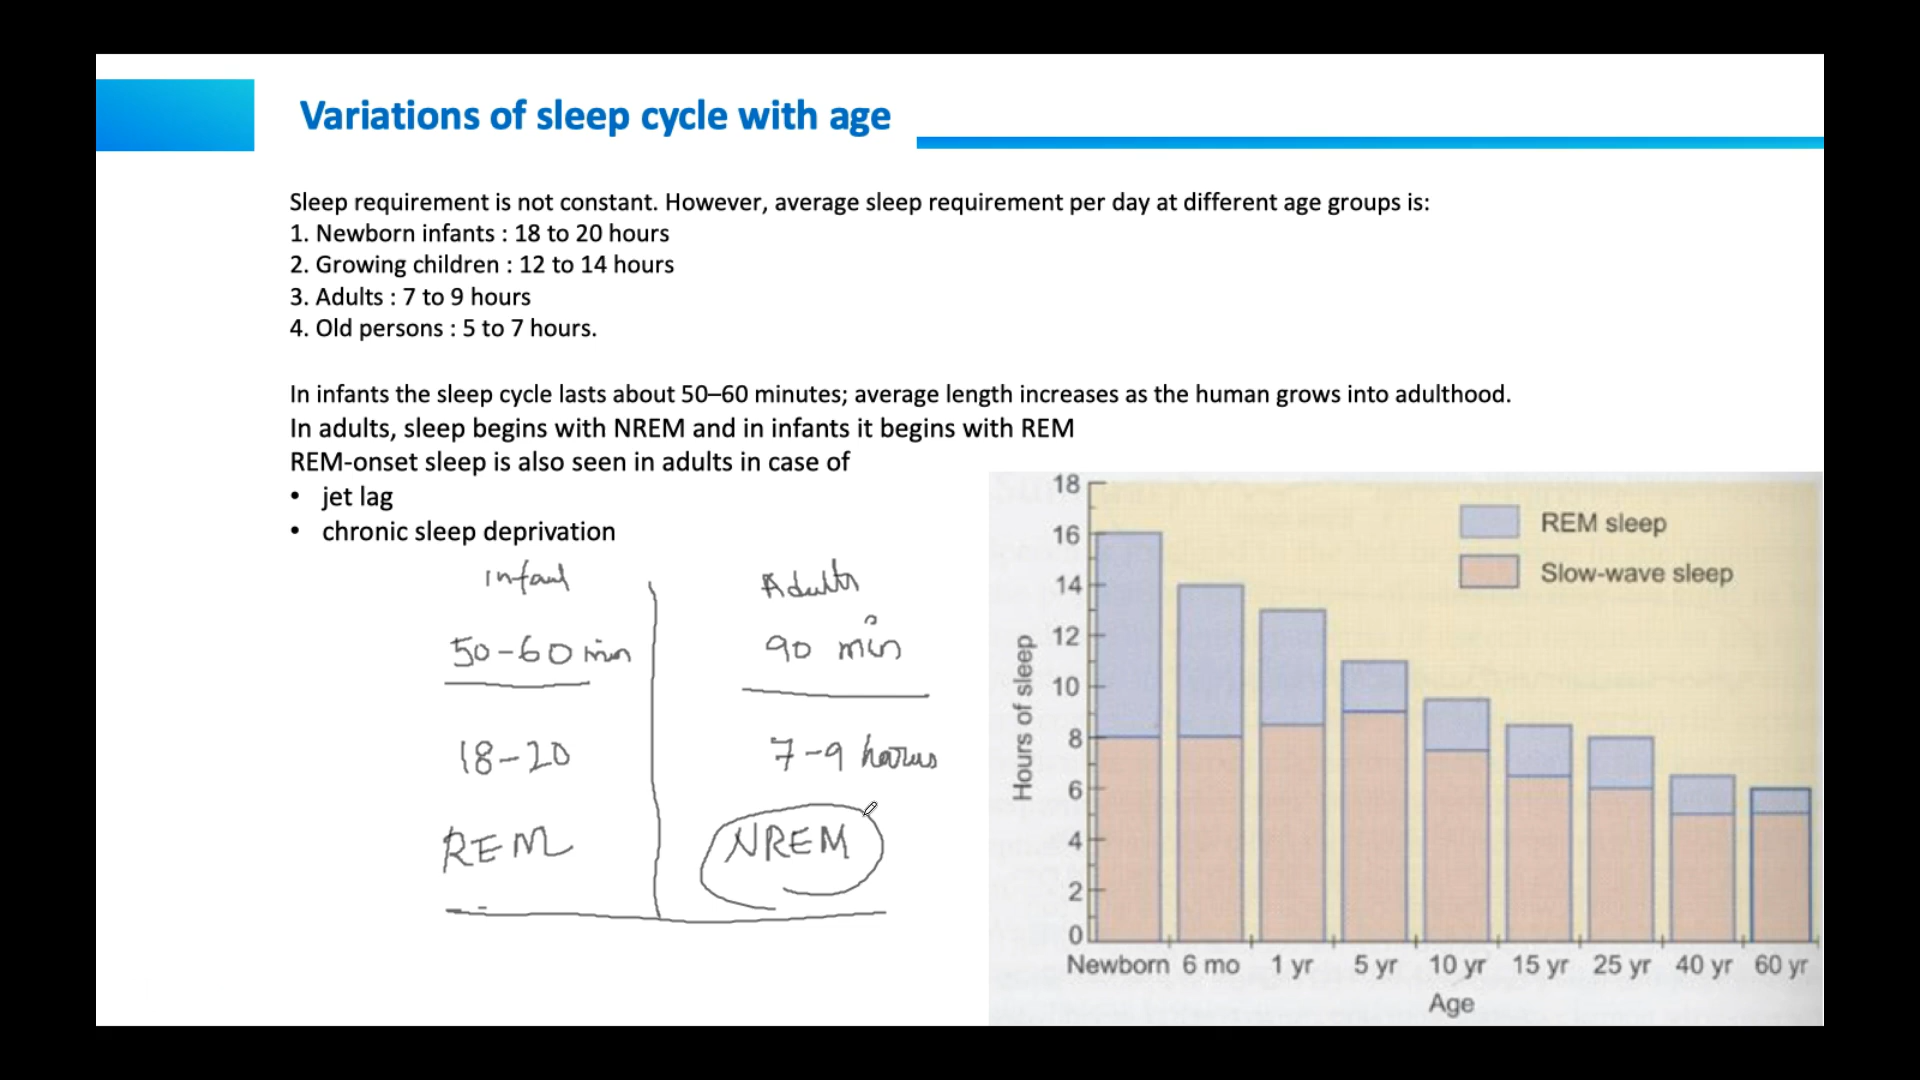 Variations of sleep cycle with age
Sleep requirement is not constant. However, average sleep requirement per day at different age groups is:
1. Newborn infants : 18 to 20 hours
2. Growing children : 12 to 14 hours
3. Adults : 7 to 9 hours
4. Old persons : 5 to 7 hours.
In infants the sleep cycle lasts about 50–60 minutes; average length increases as the human grows into adulthood.
In adults, sleep begins with NREM and in infants it begins with REM
REM-onset sleep is also seen in adults in case of
• jet lag
• chronic sleep deprivation
Infant Adults
50-60 min 90 min
18-20 7-9 hours
REM NREM
18
16
14
12
10
8
6
4
2
0
Hours of sleep
REM sleep
Slow-wave sleep
Newborn 6 mo 1 yr 5 yr 10 yr 15 yr 25 yr 40 yr 60 yr
Age